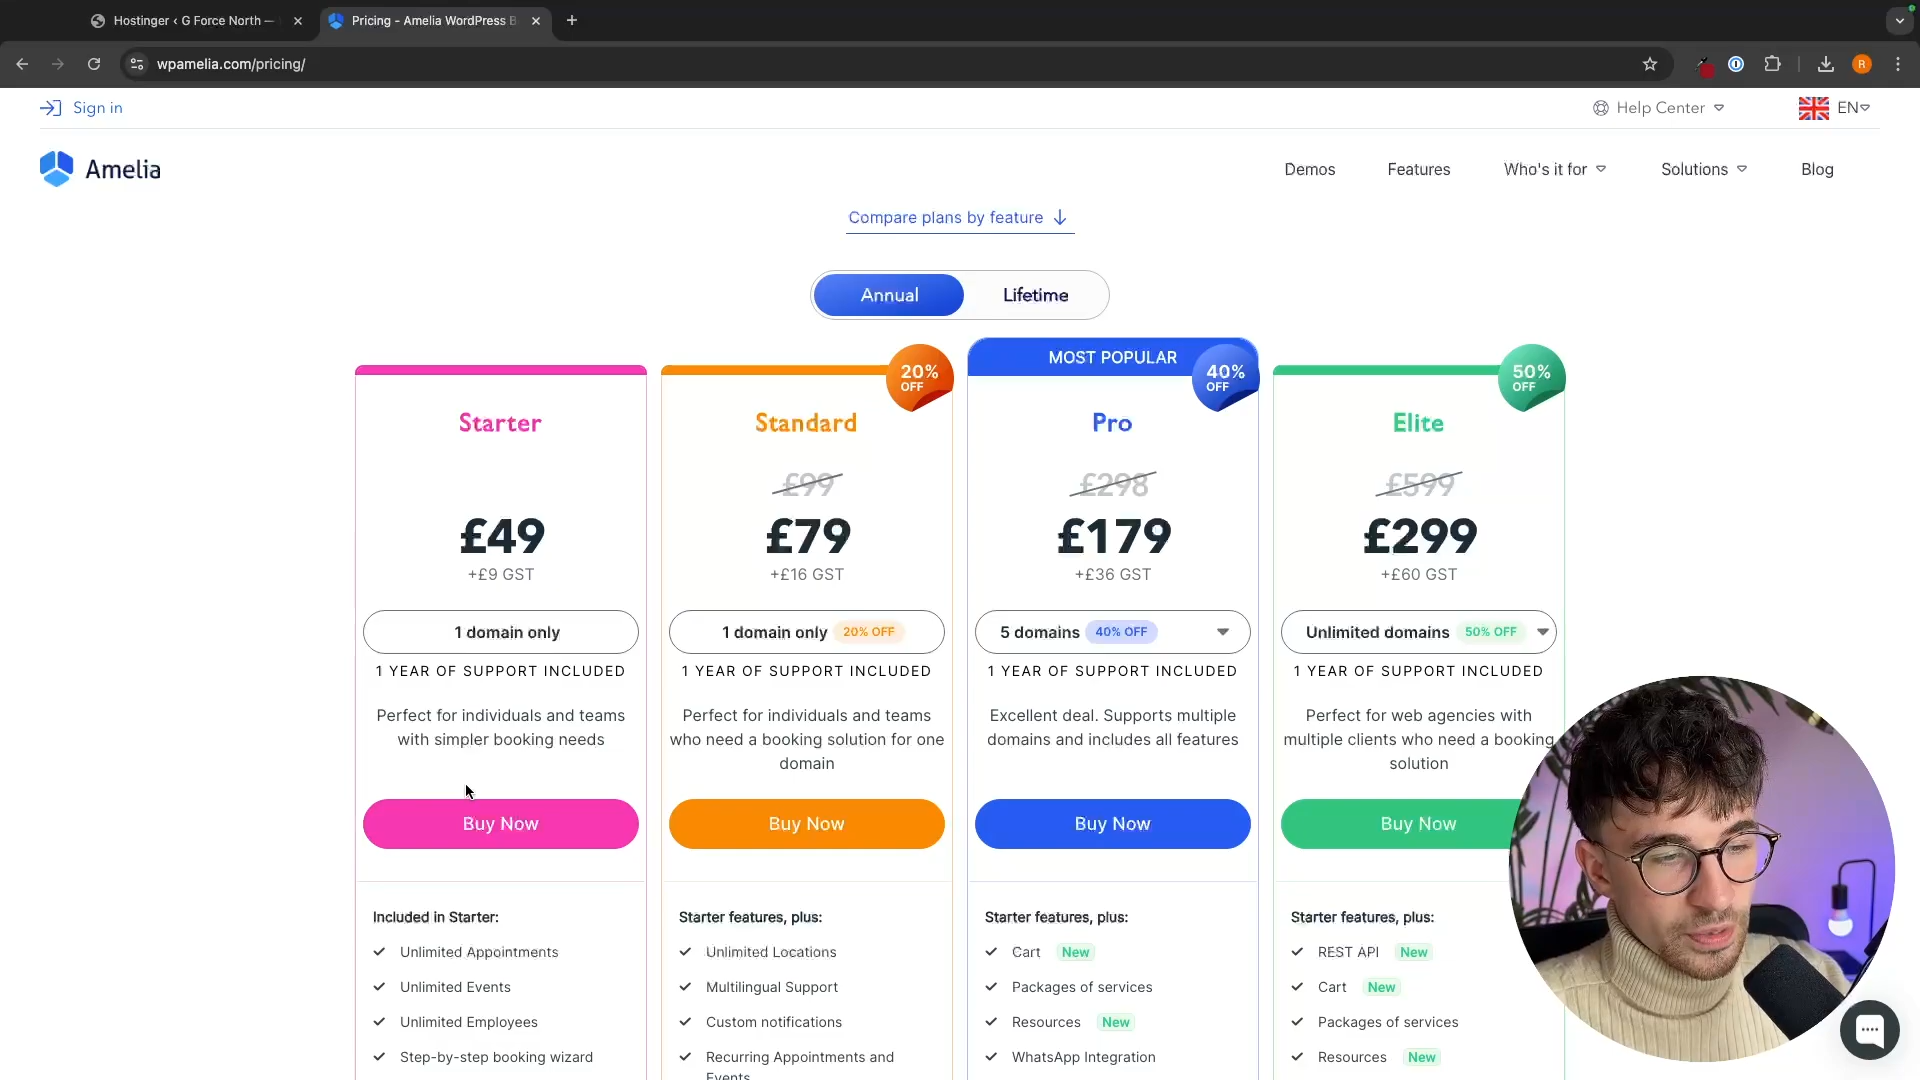 Hostinger ‹ G Force North —
Pricing - Amelia WordPress B
wpamelia.com/pricing/
R
Sign in
Help Center
EN
Amelia
Demos
Features
Who's it for
Solutions
Blog
Compare plans by feature
Annual
Lifetime
Starter
£49
+£9 GST
1 domain only
1 YEAR OF SUPPORT INCLUDED
Perfect for individuals and teams
with simpler booking needs
Buy Now
Included in Starter:
Unlimited Appointments
Unlimited Events
Unlimited Employees
Step-by-step booking wizard
20%
OFF
Standard
£99
£79
+£16 GST
1 domain only 20% OFF
1 YEAR OF SUPPORT INCLUDED
Perfect for individuals and teams
who need a booking solution for one
domain
Buy Now
Starter features, plus:
Unlimited Locations
Multilingual Support
Custom notifications
Recurring Appointments and
Events
MOST POPULAR
40%
OFF
Pro
£298
£179
+£36 GST
5 domains 40% OFF
1 YEAR OF SUPPORT INCLUDED
Excellent deal. Supports multiple
domains and includes all features
Buy Now
Starter features, plus:
Cart New
Packages of services
Resources New
WhatsApp Integration
50%
OFF
Elite
£599
£299
+£60 GST
Unlimited domains 50% OFF
1 YEAR OF SUPPORT INCLUDED
Perfect for web agencies with
multiple clients who need a booking
solution
Buy Now
Starter features, plus:
REST API New
Cart New
Packages of services
Resources New